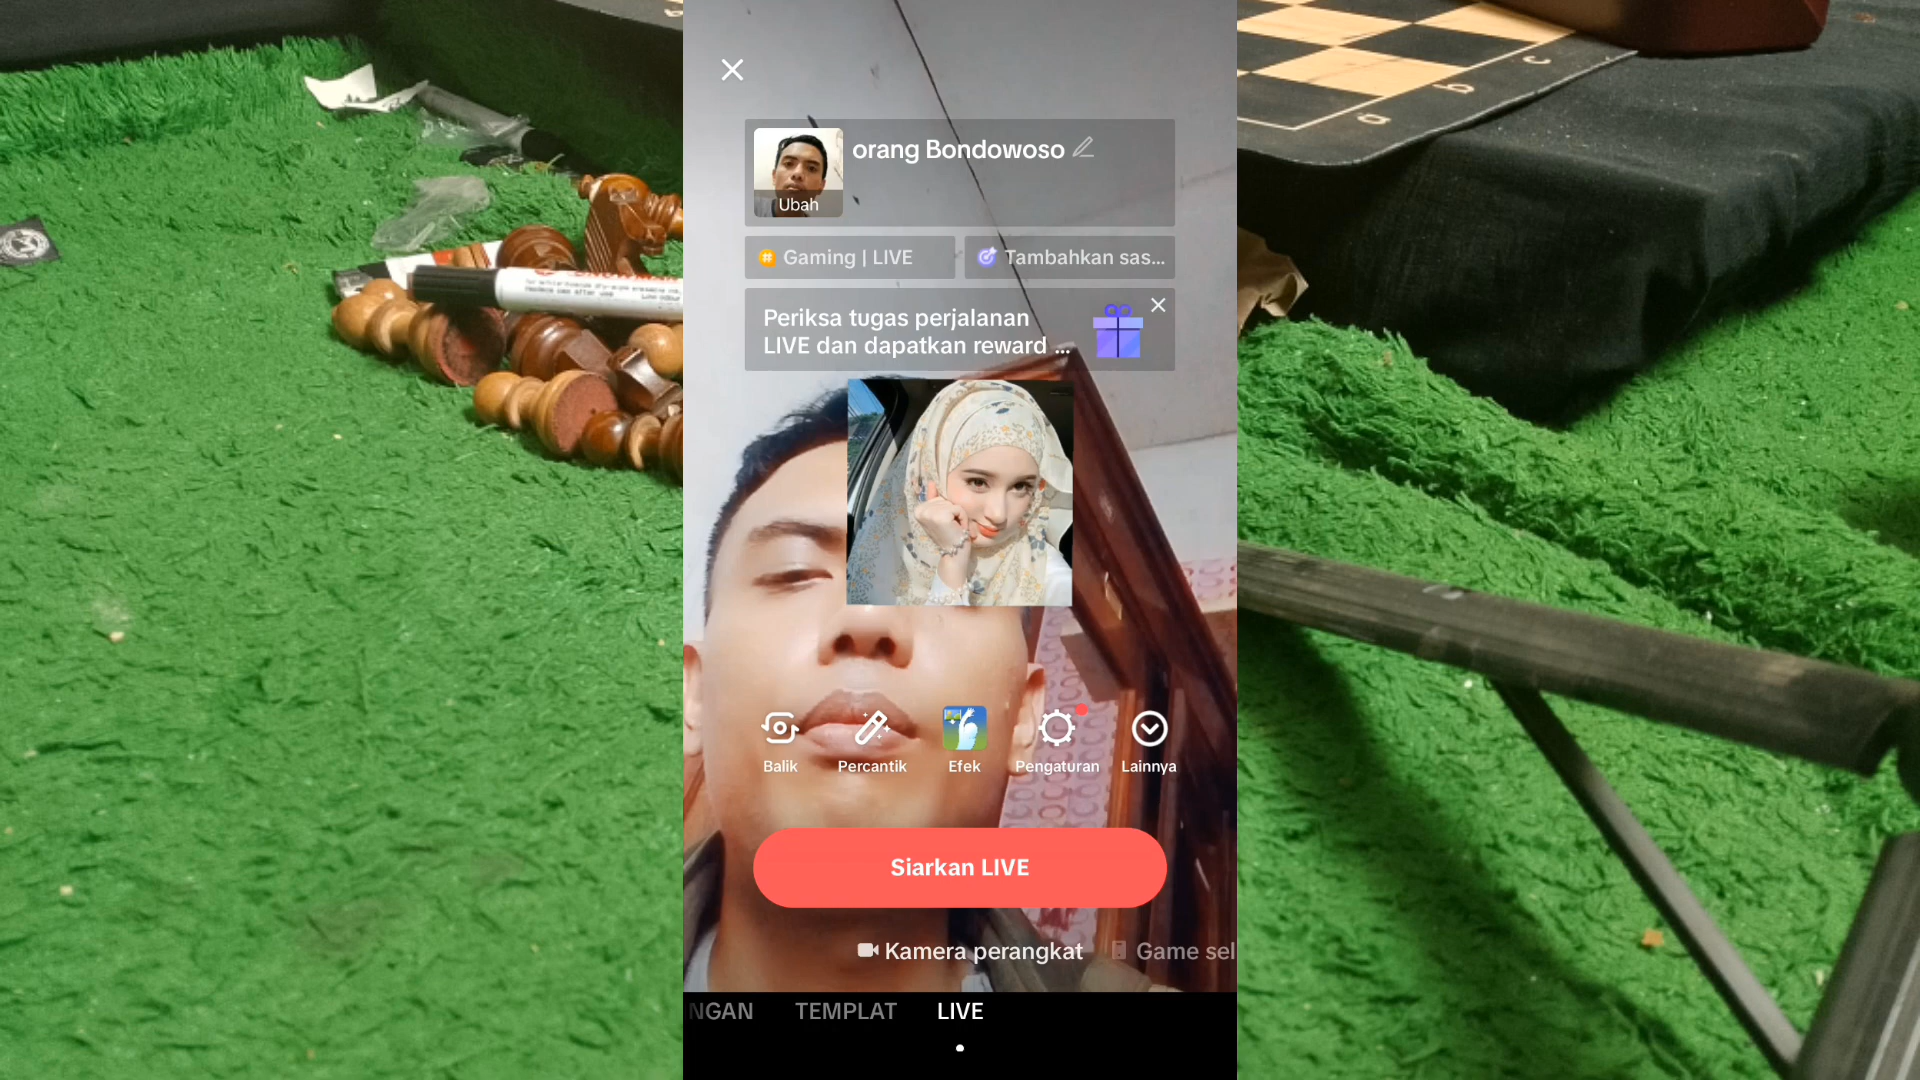 orang Bondowoso
Ubah
Gaming | LIVE
Tambahkan sas...
Periksa tugas perjalanan
LIVE dan dapatkan reward ...
Balik
Percantik
Efek
Pengaturan
Lainnya
Siarkan LIVE
Kamera perangkat
Game sel
NGAN
TEMPLAT
LIVE
a
b
c